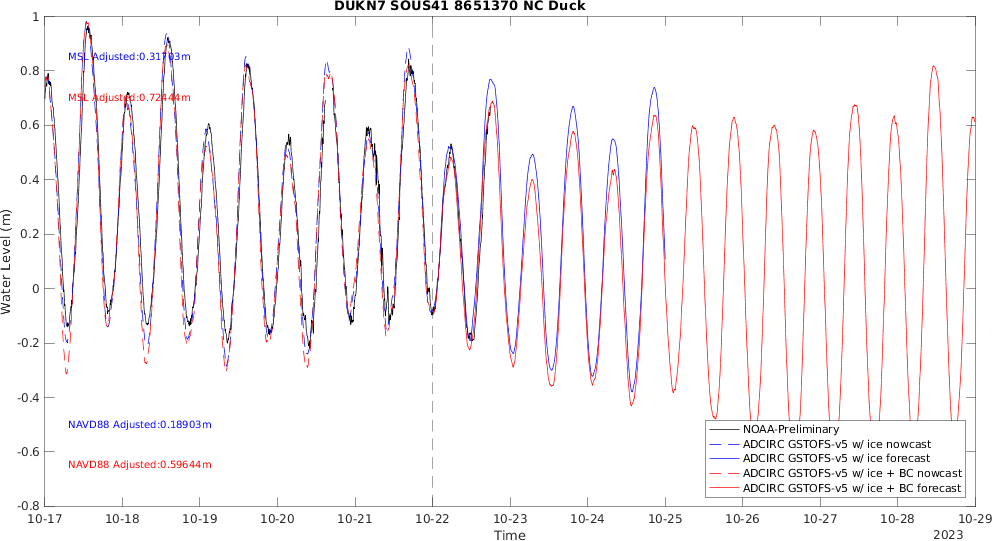 DUKN7 SOUS41 8651370 NC Duck
1
0.8
0.6
0.4
0.2
0
-0.2
-0.4
-0.6
-0.8
Water Level (m)
MSL Adjusted:0.31703m
MSL Adjusted:0.72444m
NAVD88 Adjusted:0.18903m
NAVD88 Adjusted:0.59644m
NOAA-Preliminary
ADCIRC GSTOFS-v5 w/ ice nowcast
ADCIRC GSTOFS-v5 w/ ice forecast
ADCIRC GSTOFS-v5 w/ ice + BC nowcast
ADCIRC GSTOFS-v5 w/ ice + BC forecast
10-17 10-18 10-19 10-20 10-21 10-22 10-23 10-24 10-25 10-26 10-27 10-28 10-29
Time
2023